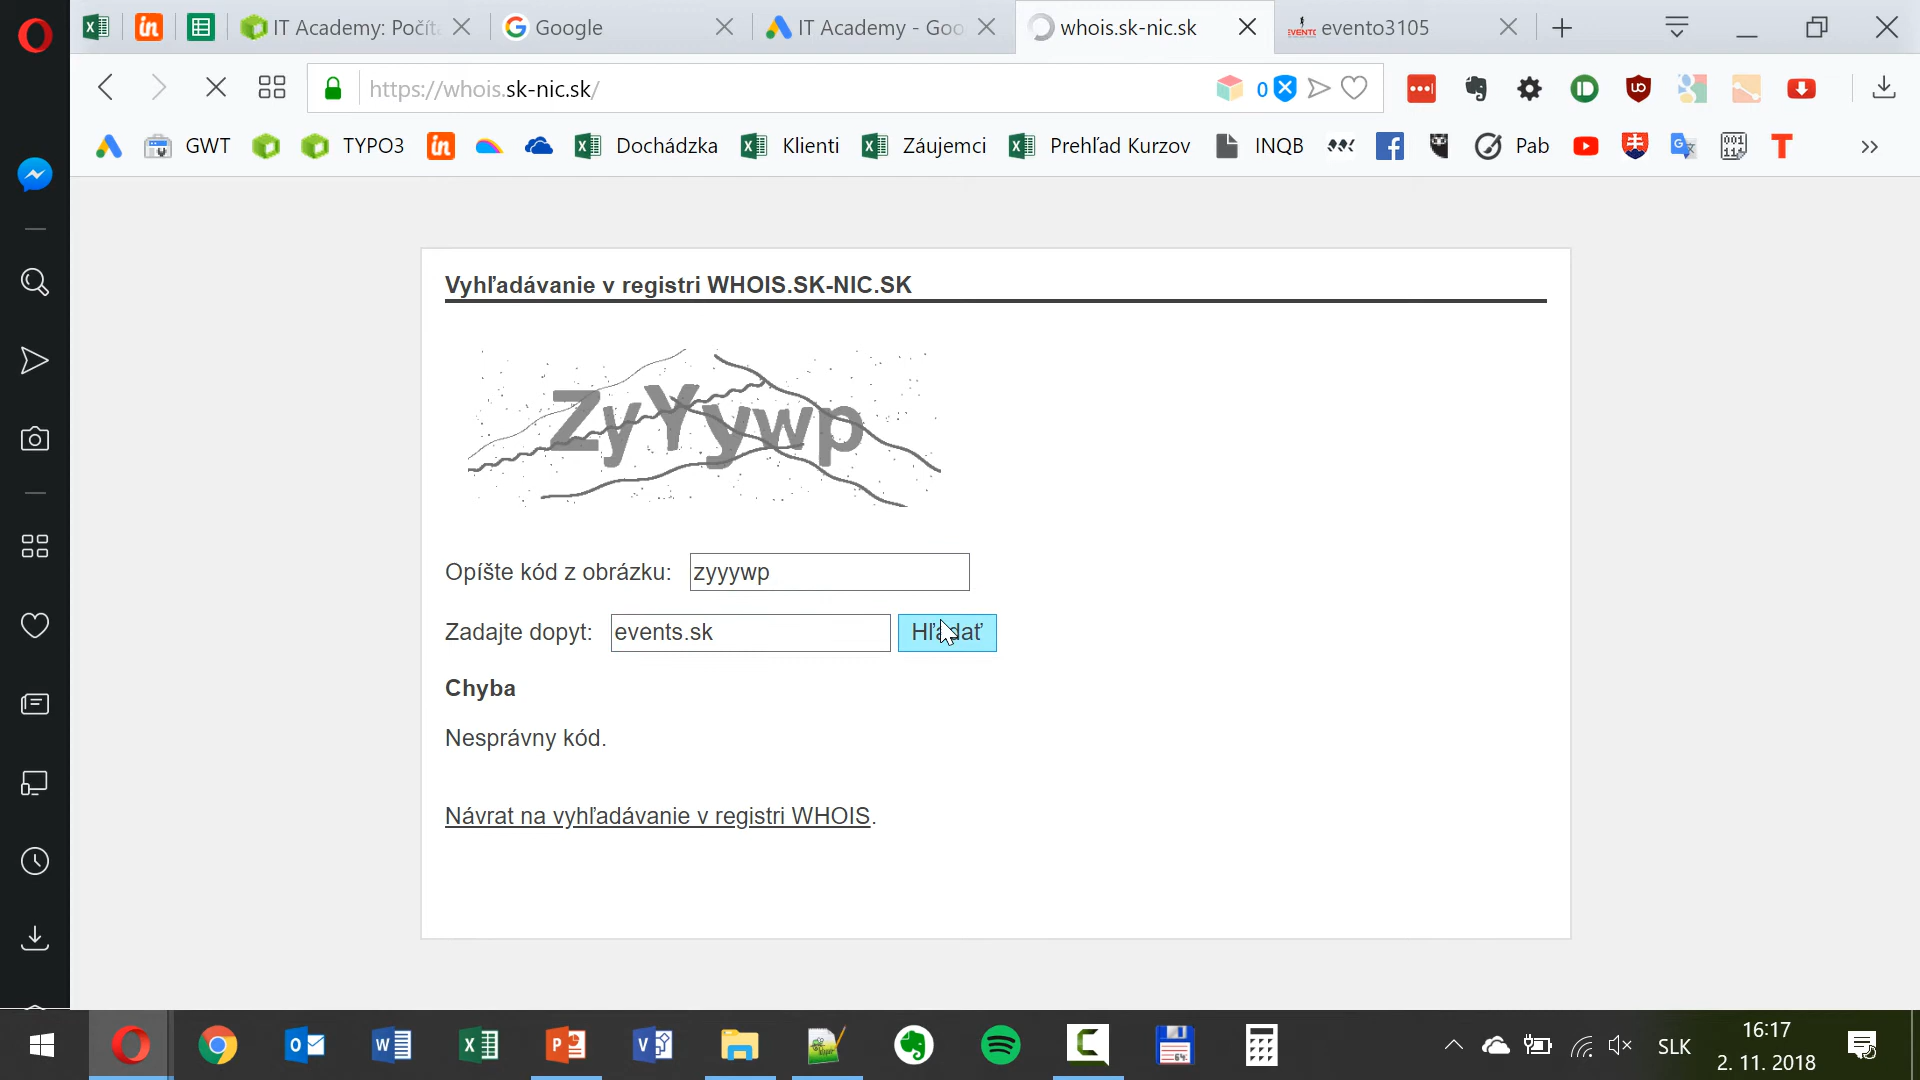 IT Academy: Počít
Google
IT Academy - Goo
whois.sk-nic.sk
EVENTO
evento3105
https://whois.sk-nic.sk/
0
GWT
TYPO3
Dochádzka
Klienti
Záujemci
Prehľad Kurzov
INQB
Pab
Vyhľadávanie v registri WHOIS.SK-NIC.SK
ZyYywp
Opíšte kód z obrázku: zyyywp
Zadajte dopyt: events.sk Hľadať
Chyba
Nesprávny kód.
Návrat na vyhľadávanie v registri WHOIS.
SLK
16:17
2. 11. 2018